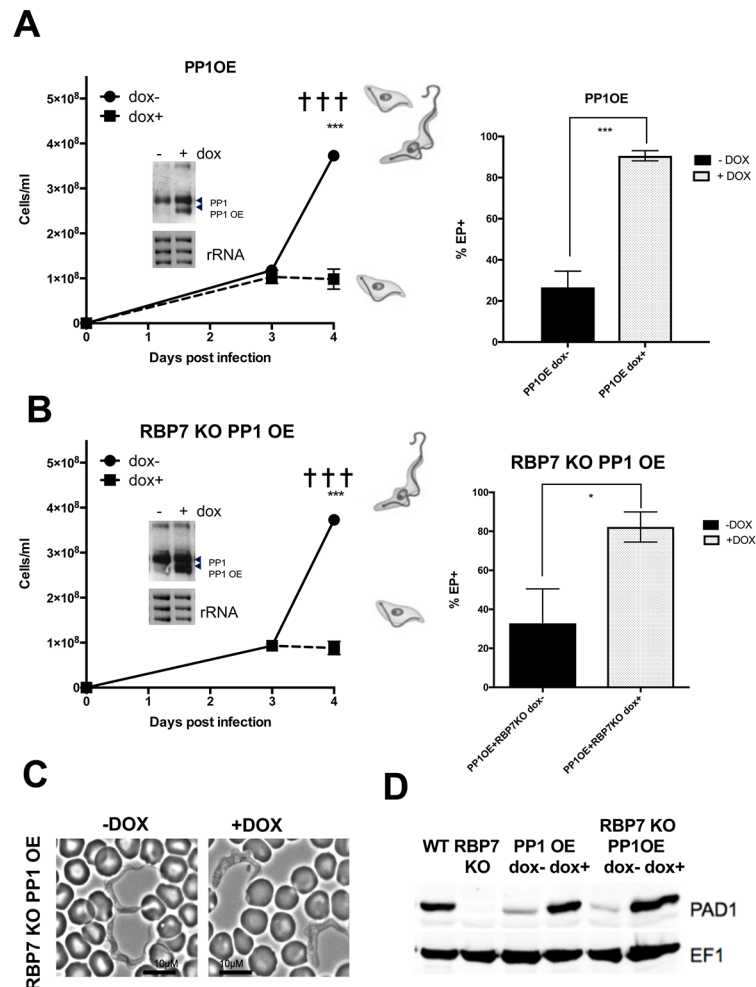 A
PP1OE
dox-
dox+
†††
***
5×10⁸
4×10⁸
3×10⁸
2×10⁸
1×10⁸
0
Cells/ml
- + dox
PP1
PP1 OE
rRNA
0 1 2 3 4
Days post infection
PP1OE
***
100
80
60
40
20
0
% EP+
- DOX
+ DOX
PP1OE dox-
PP1OE dox+
B
RBP7 KO PP1 OE
dox-
dox+
†††
***
5×10⁸
4×10⁸
3×10⁸
2×10⁸
1×10⁸
0
Cells/ml
- + dox
PP1
PP1 OE
rRNA
0 1 2 3 4
Days post infection
RBP7 KO PP1 OE
*
100
80
60
40
20
0
% EP+
-DOX
+DOX
PP1OE+RBP7KO dox-
PP1OE+RBP7KO dox+
C
-DOX +DOX
RBP7 KO PP1 OE
10µM
10µM
D
RBP7 KO
WT RBP7 PP1 OE PP1OE
KO dox- dox+ dox- dox+
PAD1
EF1